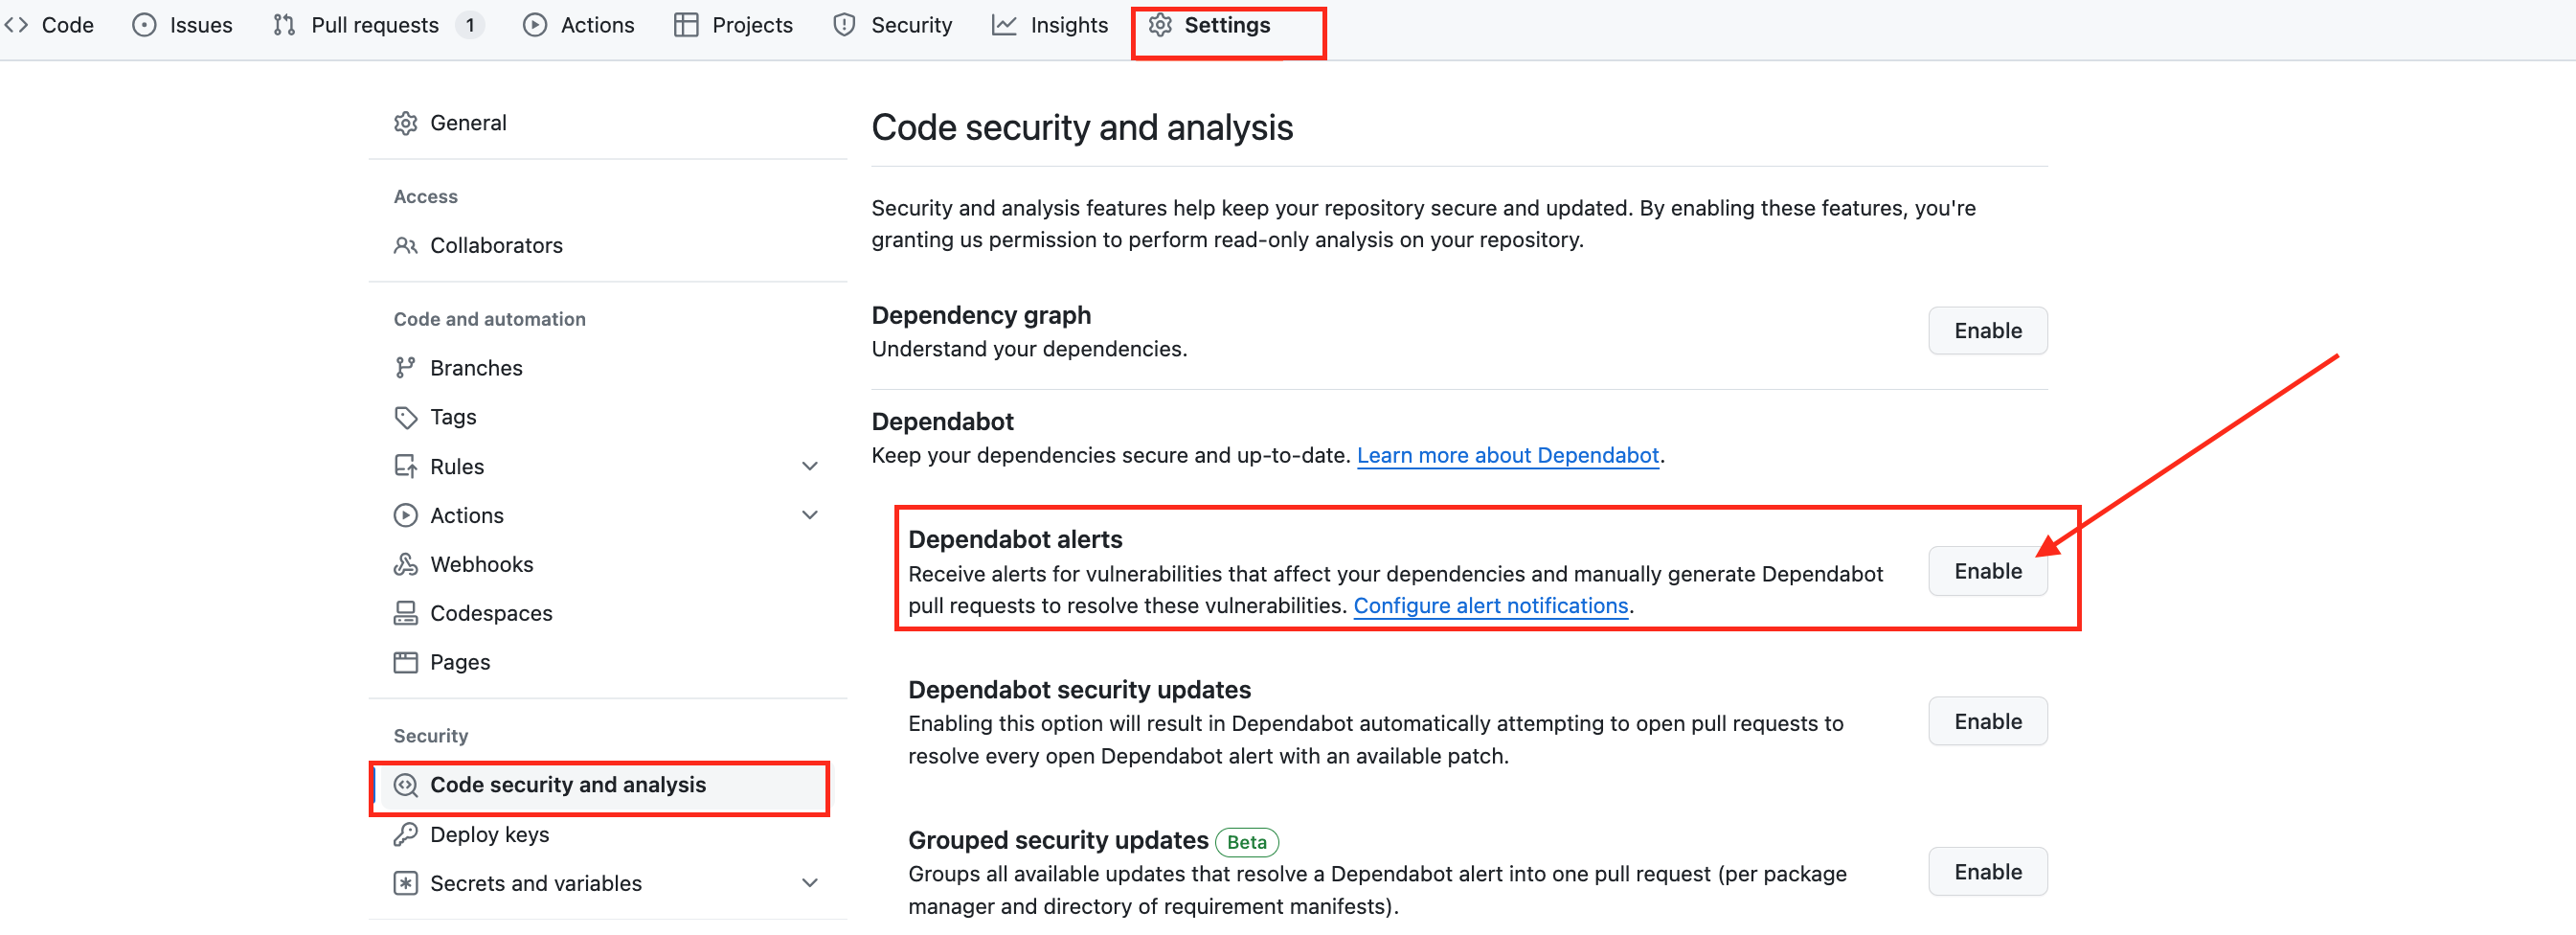 Code Issues Pull requests 1 Actions Projects Security Insights Settings
General
Access
Collaborators
Code and automation
Branches
Tags
Rules
Actions
Webhooks
Codespaces
Pages
Security
Code security and analysis
Deploy keys
Secrets and variables
Code security and analysis
Security and analysis features help keep your repository secure and updated. By enabling these features, you're
granting us permission to perform read-only analysis on your repository.
Dependency graph
Understand your dependencies.
Enable
Dependabot
Keep your dependencies secure and up-to-date. Learn more about Dependabot.
Dependabot alerts
Receive alerts for vulnerabilities that affect your dependencies and manually generate Dependabot
pull requests to resolve these vulnerabilities. Configure alert notifications.
Enable
Dependabot security updates
Enabling this option will result in Dependabot automatically attempting to open pull requests to
resolve every open Dependabot alert with an available patch.
Enable
Grouped security updates Beta
Groups all available updates that resolve a Dependabot alert into one pull request (per package
manager and directory of requirement manifests).
Enable